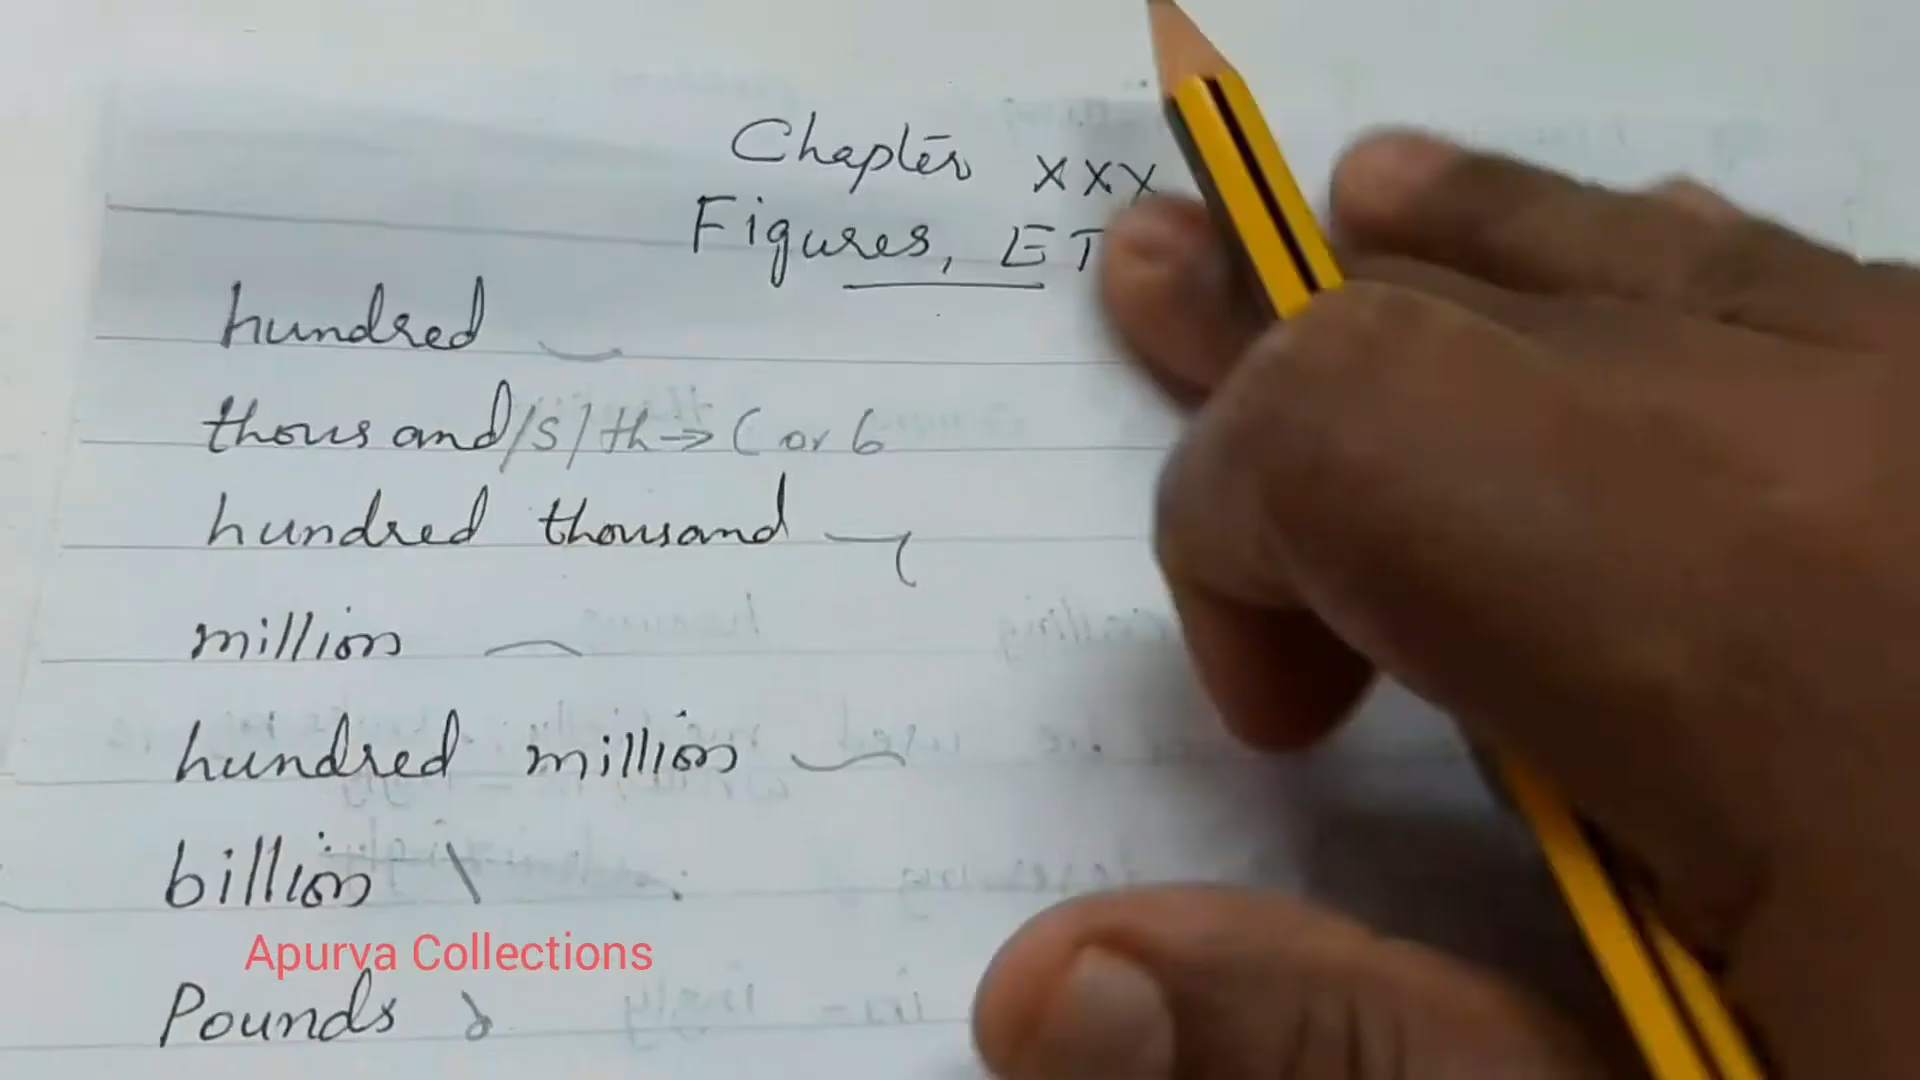 Chapter XXX
Figures, ET
hundred
thousand/s/th → ( or 6
hundred thousand
million
hundred million
billion \
Apurva Collections
Pounds